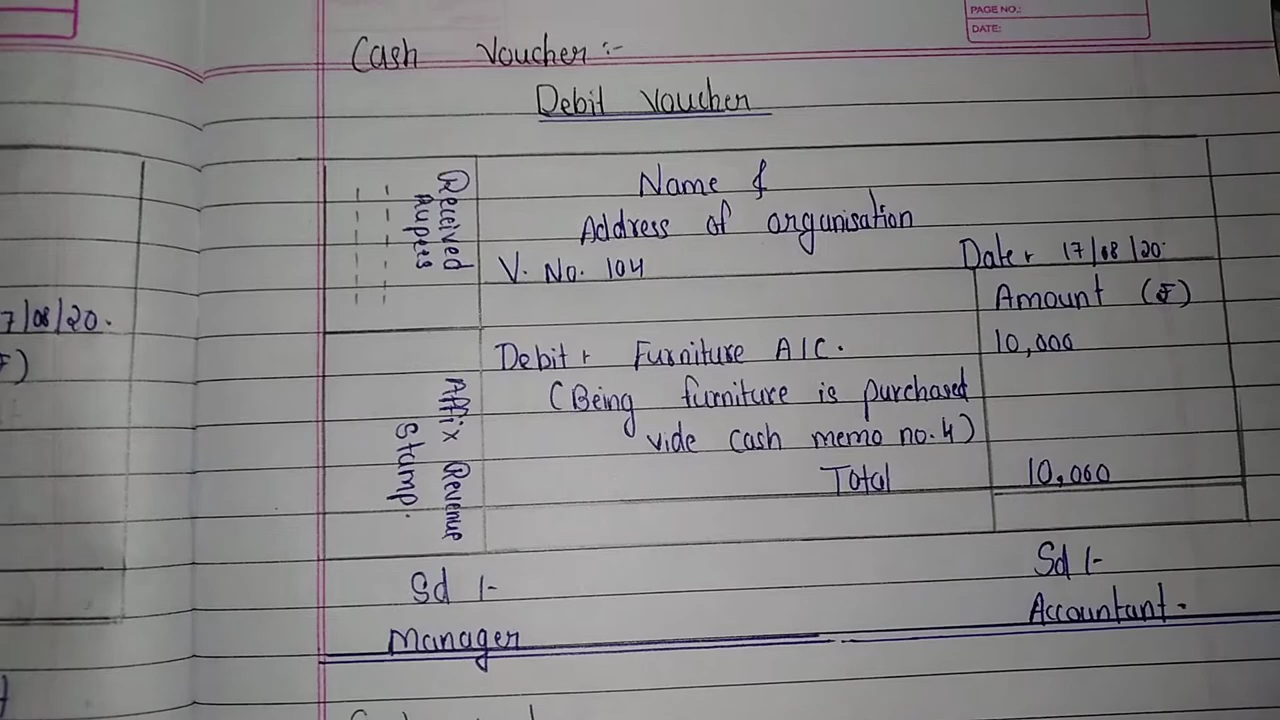 PAGE NO.:
DATE:
Cash Voucher :-
Debit Voucher
Received Rupees
Name &
Address of organisation
V. No. 104
Date:- 17/08/20.
Amount (₹)
7/08/20.
₹)
Debit:- Furniture A/C.
10,000
(Being furniture is purchased
vide cash memo no.4)
Affix Revenue
Stamp.
Total
10,000
Sd /-
Sd /-
Manager
Accountant.